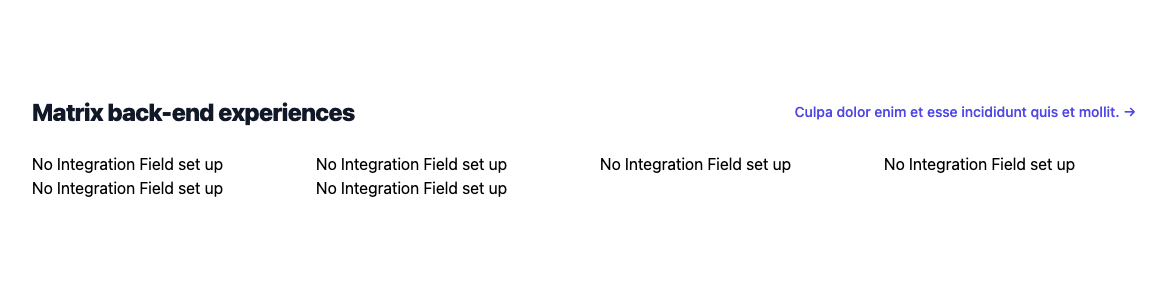 Matrix back-end experiences
Culpa dolor enim et esse incididunt quis et mollit. →
No Integration Field set up
No Integration Field set up
No Integration Field set up
No Integration Field set up
No Integration Field set up
No Integration Field set up